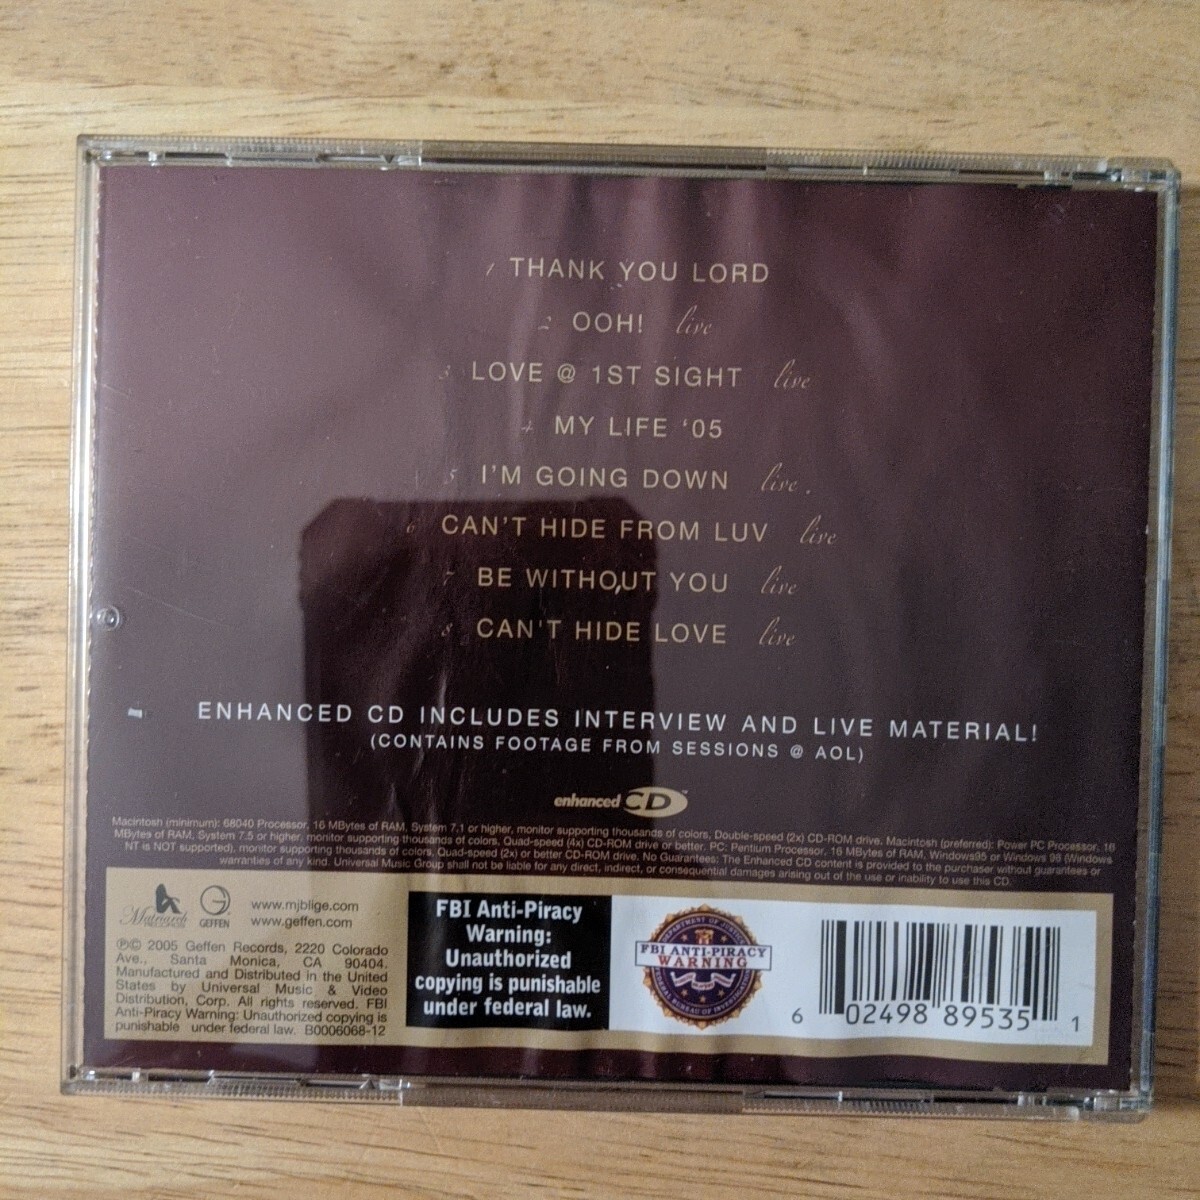 1 THANK YOU LORD
2 OOH! live
3 LOVE @ 1ST SIGHT live
4 MY LIFE '05
5 I'M GOING DOWN live
6 CAN'T HIDE FROM LUV live
7 BE WITHOUT YOU live
8 CAN'T HIDE LOVE live
ENHANCED CD INCLUDES INTERVIEW AND LIVE MATERIAL!
(CONTAINS FOOTAGE FROM SESSIONS @ AOL)
enhanced CD
Macintosh (minimum): 68040 Processor, 16 MBytes of RAM, System 7.1 or higher, monitor supporting thousands of colors, Double-speed (2x) CD-ROM drive. Macintosh (preferred): Power PC Processor, 16
MBytes of RAM, System 7.5 or higher, monitor supporting thousands of colors, Quad-speed (4x) CD-ROM drive or better. PC: Pentium Processor, 16 MBytes of RAM, Windows95 or Windows 98 (Windows
NT is NOT supported), monitor supporting thousands of colors, Quad-speed (2x) or better CD-ROM drive. No Guarantees: The Enhanced CD content is provided to the purchaser without guarantees or
warranties of any kind. Universal Music Group shall not be liable for any direct, indirect, or consequential damages arising out of the use or inability to use this CD.
Matriarch
GEFFEN
www.mjblige.com
www.geffen.com
℗© 2005 Geffen Records, 2220 Colorado
Ave., Santa Monica, CA 90404.
Manufactured and Distributed in the United
States by Universal Music & Video
Distribution, Corp. All rights reserved. FBI
Anti-Piracy Warning: Unauthorized copying is
punishable under federal law. B0006068-12
FBI Anti-Piracy
Warning:
Unauthorized
copying is punishable
under federal law.
DEPARTMENT OF JUSTICE
FBI ANTI-PIRACY
WARNING
FEDERAL BUREAU OF INVESTIGATION
6 02498 89535 1